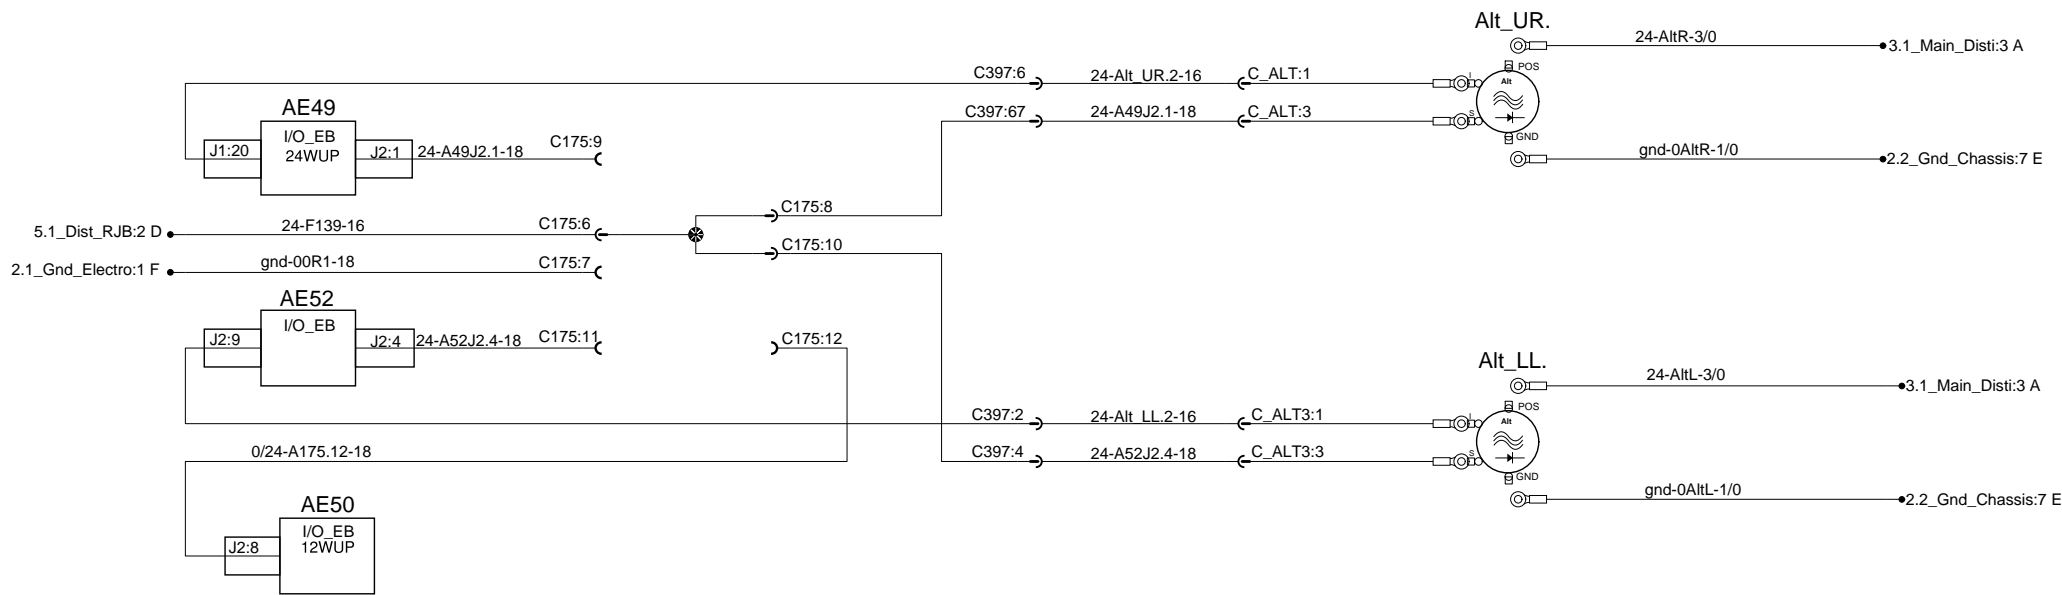 Alt_UR.
24-AltR-3/0
3.1_Main_Disti:3 A
POS
C397:6
24-Alt_UR.2-16
C_ALT:1
I
Alt
AE49
C397:67
24-A49J2.1-18
C_ALT:3
S
I/O_EB
24WUP
J1:20
J2:1
24-A49J2.1-18
C175:9
GND
gnd-0AltR-1/0
2.2_Gnd_Chassis:7 E
C175:8
5.1_Dist_RJB:2 D
24-F139-16
C175:6
C175:10
2.1_Gnd_Electro:1 F
gnd-00R1-18
C175:7
AE52
I/O_EB
J2:9
J2:4
24-A52J2.4-18
C175:11
C175:12
Alt_LL.
24-AltL-3/0
3.1_Main_Disti:3 A
POS
C397:2
24-Alt_LL.2-16
C_ALT3:1
I
Alt
0/24-A175.12-18
C397:4
24-A52J2.4-18
C_ALT3:3
S
GND
gnd-0AltL-1/0
2.2_Gnd_Chassis:7 E
AE50
I/O_EB
12WUP
J2:8